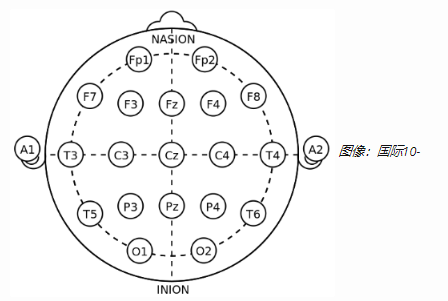 NASION
Fp1 Fp2
F7 F3 Fz F4 F8
A1 T3 C3 Cz C4 T4 A2 图像：国际10-
T5 P3 Pz P4 T6
O1 O2
INION